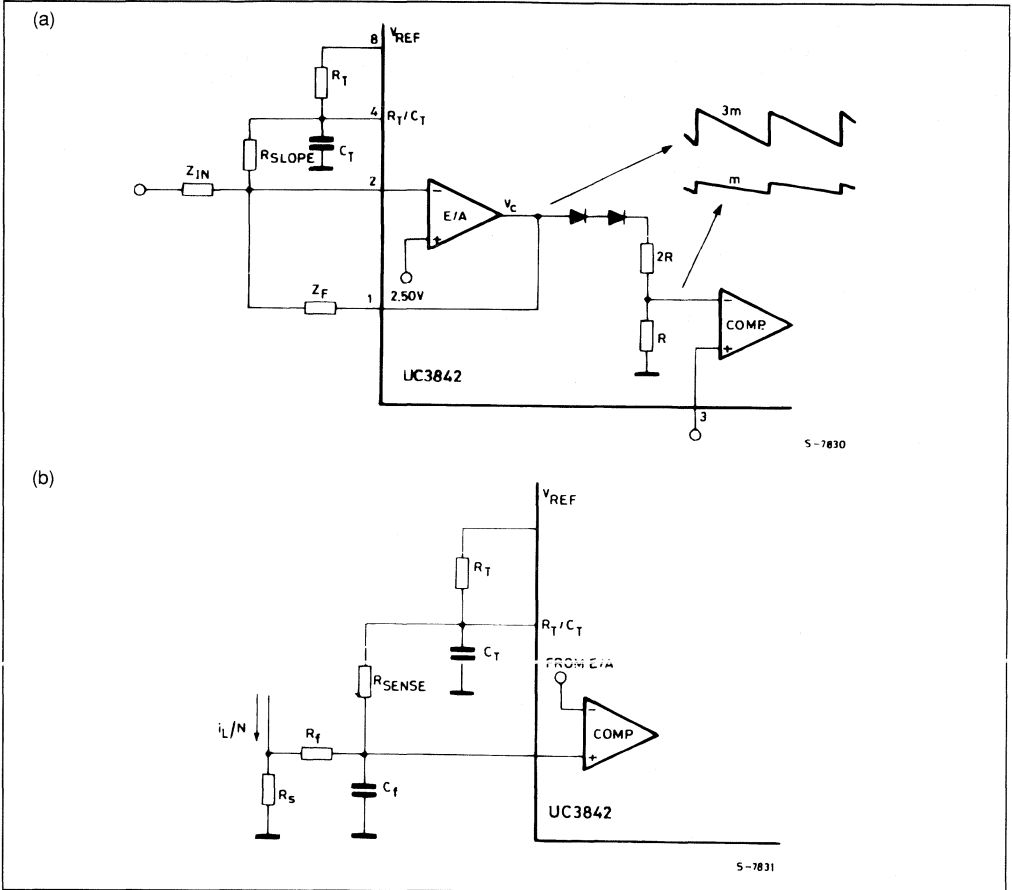 (a)
8
VREF
RT
4
RT/CT
RSLOPE
CT
ZIN
2
E/A
VC
3m
m
2R
2.50V
ZF
1
R
COMP.
UC3842
3
S-7830
(b)
VREF
RT
RT/CT
CT
FROM E/A
RSENSE
iL/N
Rf
COMP
RS
Cf
UC3842
S-7831